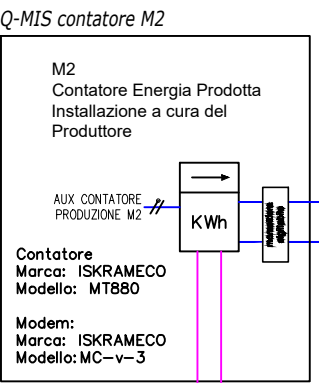 Q-MIS contatore M2
M2
Contatore Energia Prodotta
Installazione a cura del
Produttore
AUX CONTATORE
PRODUZIONE M2
KWh
Contatore
Marca: ISKRAMECO
Modello: MT880
Modem:
Marca: ISKRAMECO
Modello: MC-v-3